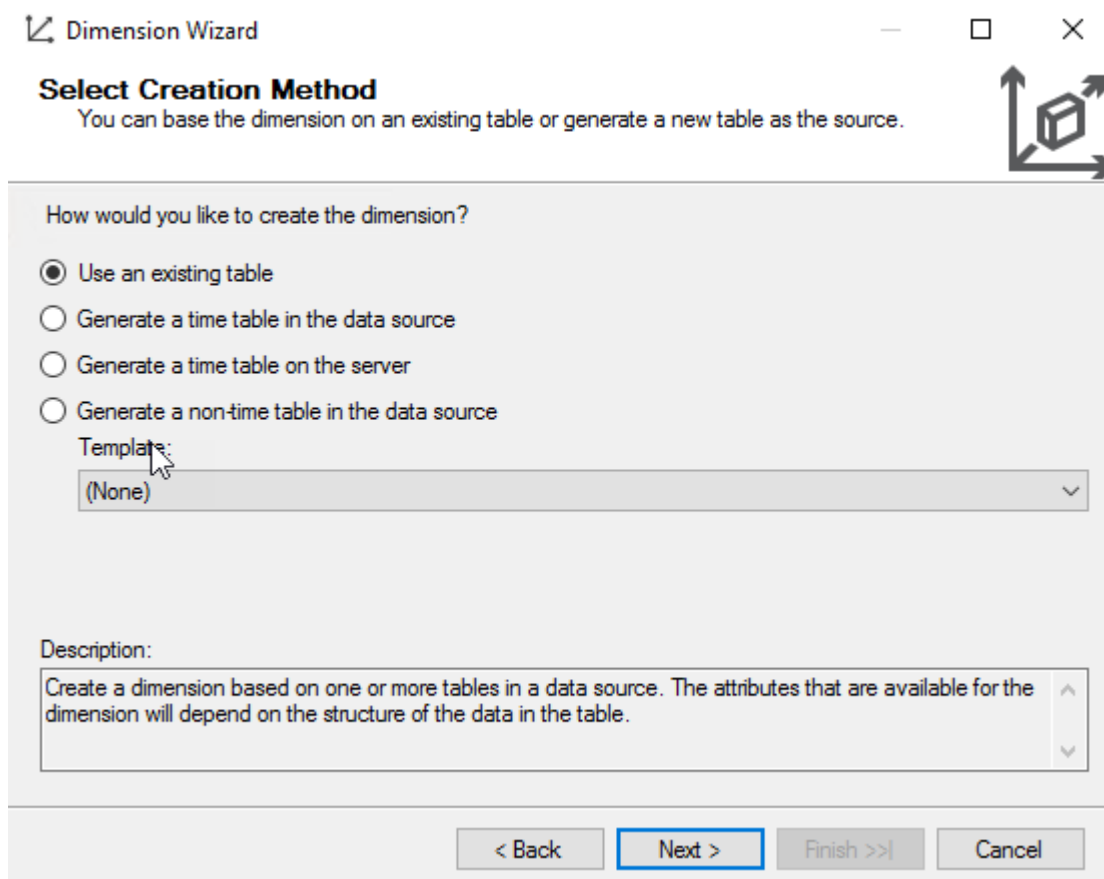 Dimension Wizard
Select Creation Method
You can base the dimension on an existing table or generate a new table as the source.
How would you like to create the dimension?
Use an existing table
Generate a time table in the data source
Generate a time table on the server
Generate a non-time table in the data source
Template:
(None)
Description:
Create a dimension based on one or more tables in a data source. The attributes that are available for the
dimension will depend on the structure of the data in the table.
< Back
Next >
Finish >>|
Cancel